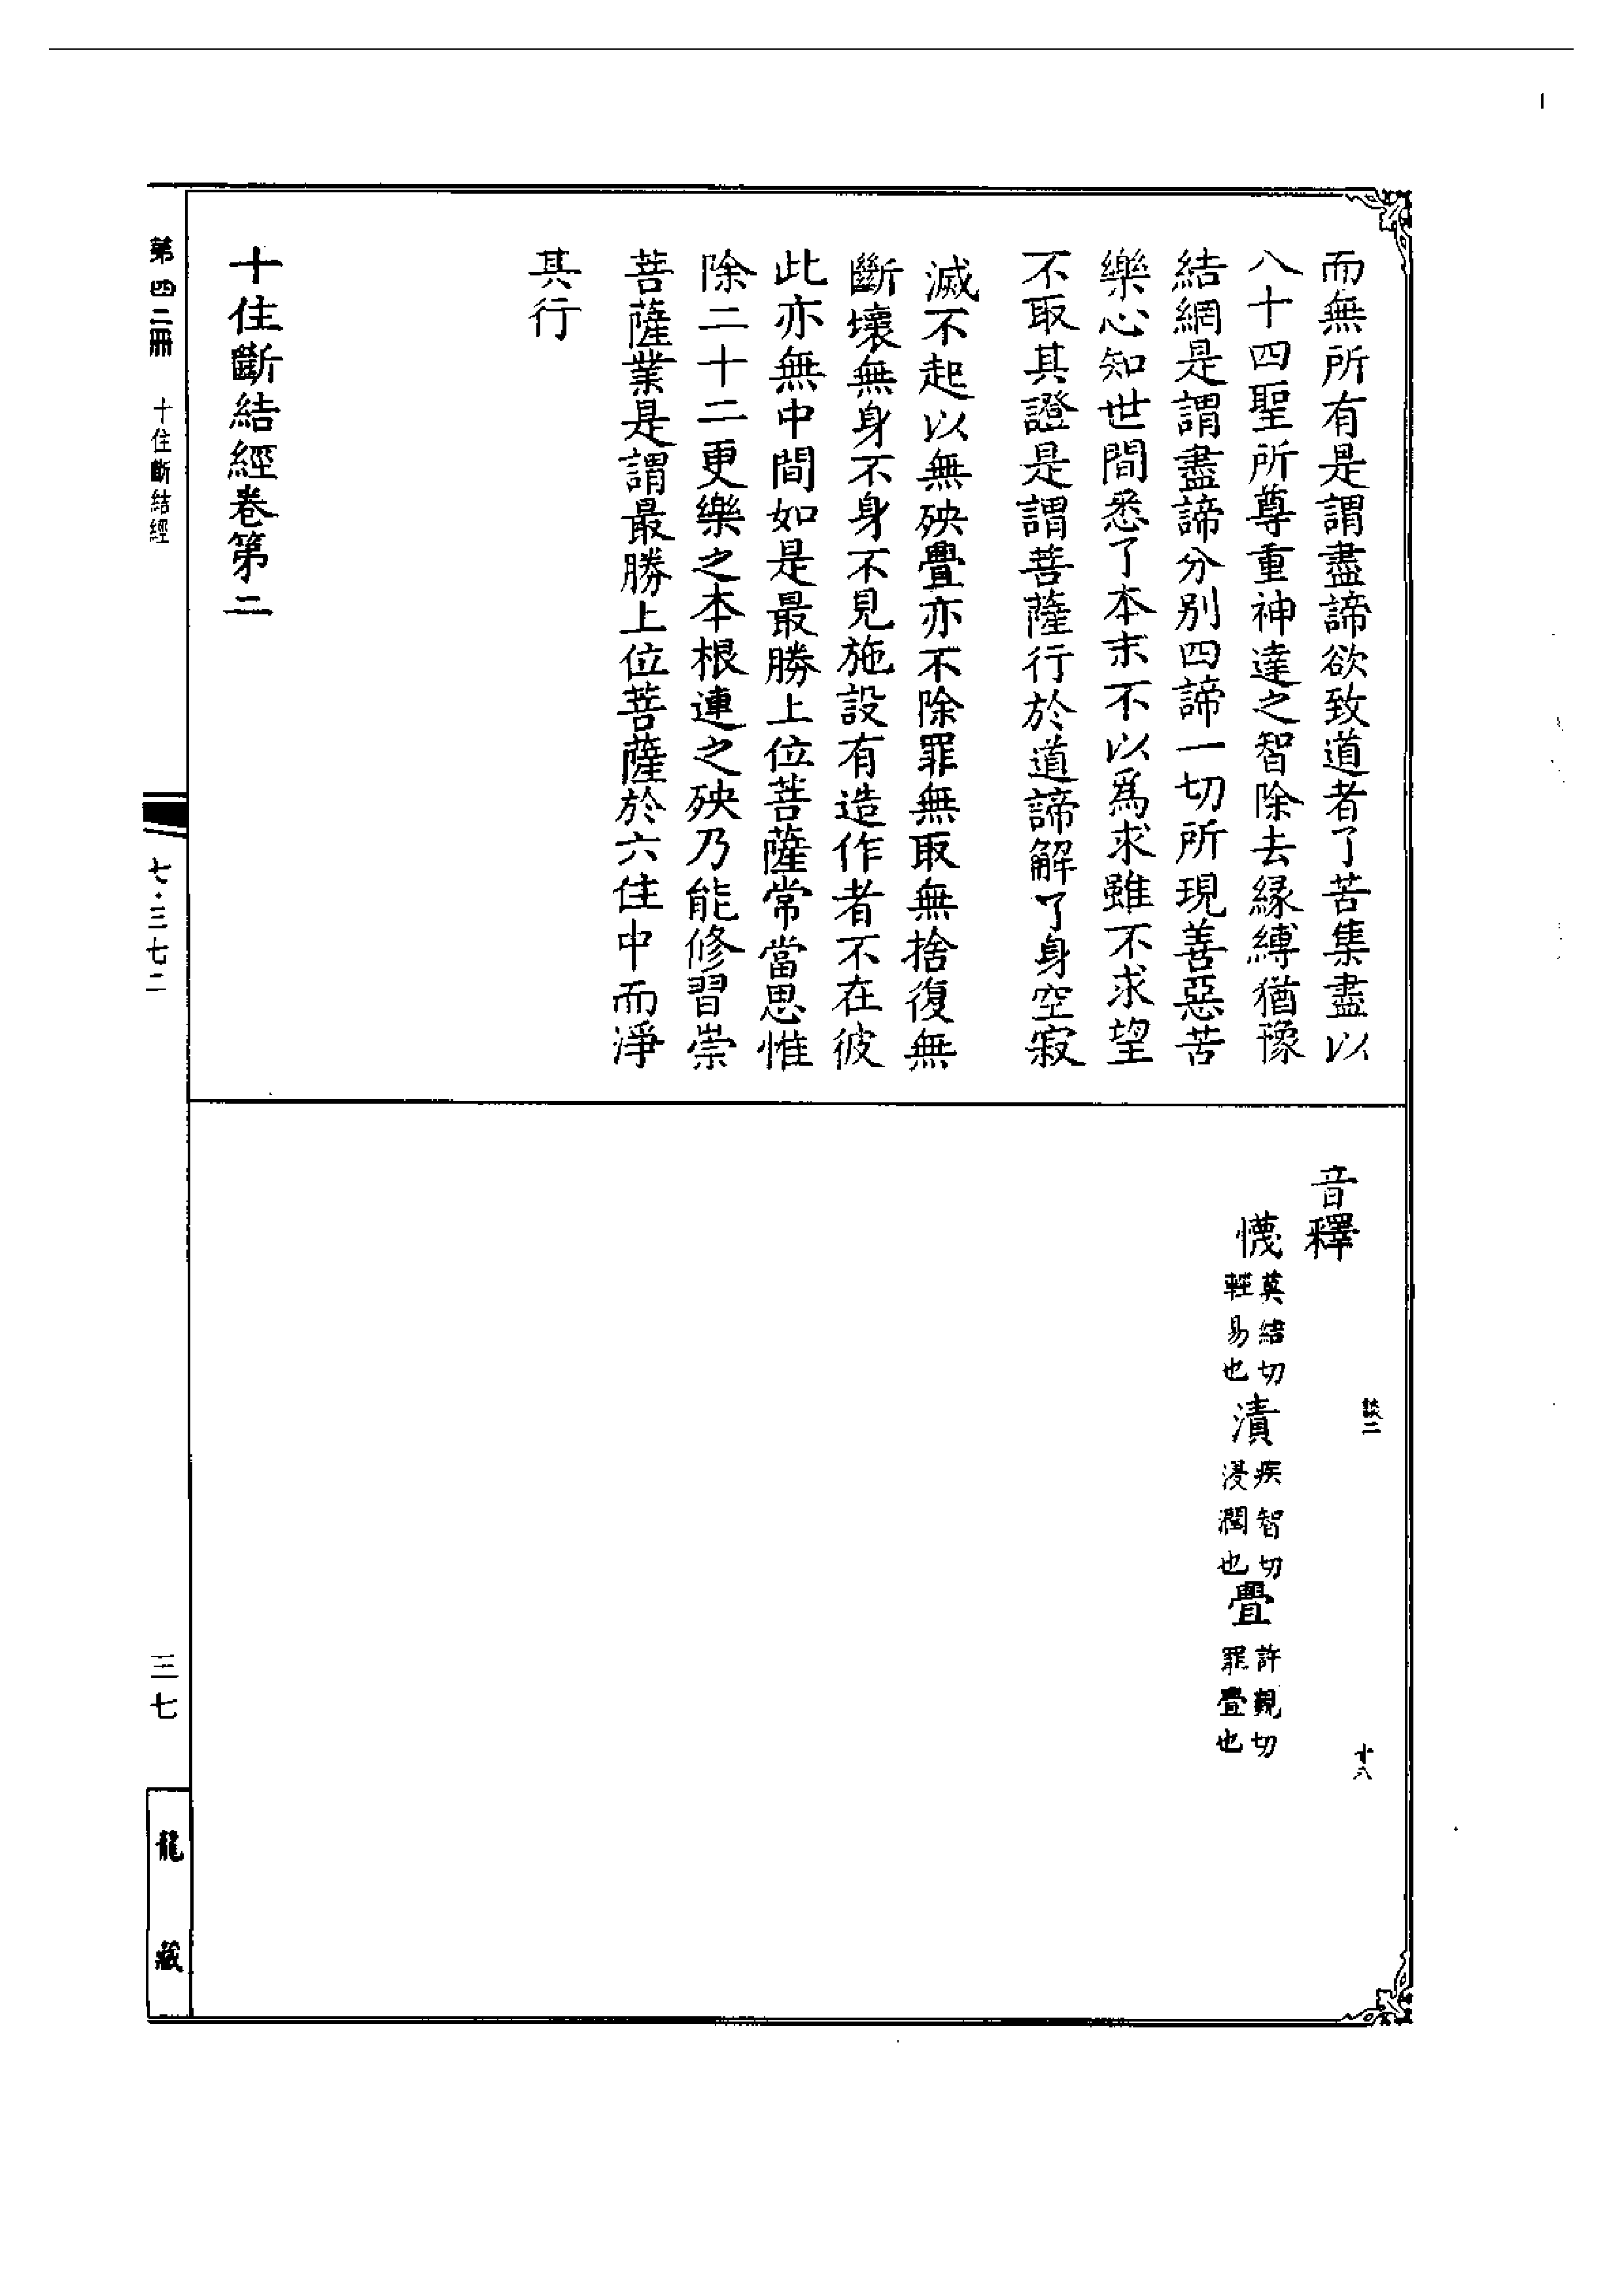 而無所有是謂盡諦欲致道者了苦集盡以
八十四聖所尊重神達之智除去緣縛猶豫
結網是謂盡諦分別四諦一切所現善惡苦
樂心知世間悉了本末不以為求雖不求望
不取其證是謂菩薩行於道諦解了身空寂
滅不起以無殃疊亦不除罪無取無捨復無
斷壞無身不身不見施設有造作者不在彼
此亦無中間如是最勝上位菩薩常當思惟
除二十二更樂之本根連之殃乃能修習崇
菩薩業是謂最勝上位菩薩於六住中而淨
其行
十住斷結經卷第二
音釋
懱莫結切輕易也漬疾智切浸潤也疊許覲切罪疊也
談二
十八
第四二冊
十住斷結經
七·三七二
三七
龍藏